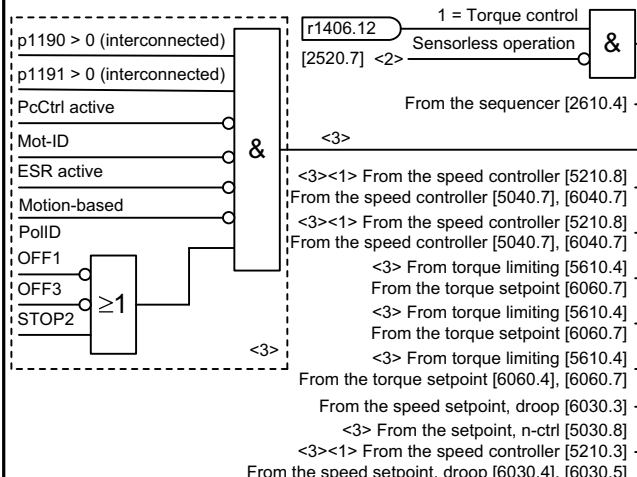 p1190 > 0 (interconnected)
p1191 > 0 (interconnected)
PcCtrl active
Mot-ID
ESR active
Motion-based
PolID
OFF1
OFF3
STOP2
≥1
&
<3>
r1406.12
1 = Torque control
[2520.7] <2>
Sensorless operation
&
From the sequencer [2610.4]
<3>
<3><1> From the speed controller [5210.8]
From the speed controller [5040.7], [6040.7]
<3><1> From the speed controller [5210.8]
From the speed controller [5040.7], [6040.7]
<3> From torque limiting [5610.4]
From the torque setpoint [6060.7]
<3> From torque limiting [5610.4]
From the torque setpoint [6060.7]
<3> From torque limiting [5610.4]
From the torque setpoint [6060.4], [6060.7]
From the speed setpoint, droop [6030.3]
<3> From the setpoint, n-ctrl [5030.8]
<3><1> From the speed controller [5210.3]
From the speed setpoint, droop [6030.4], [6030.5]